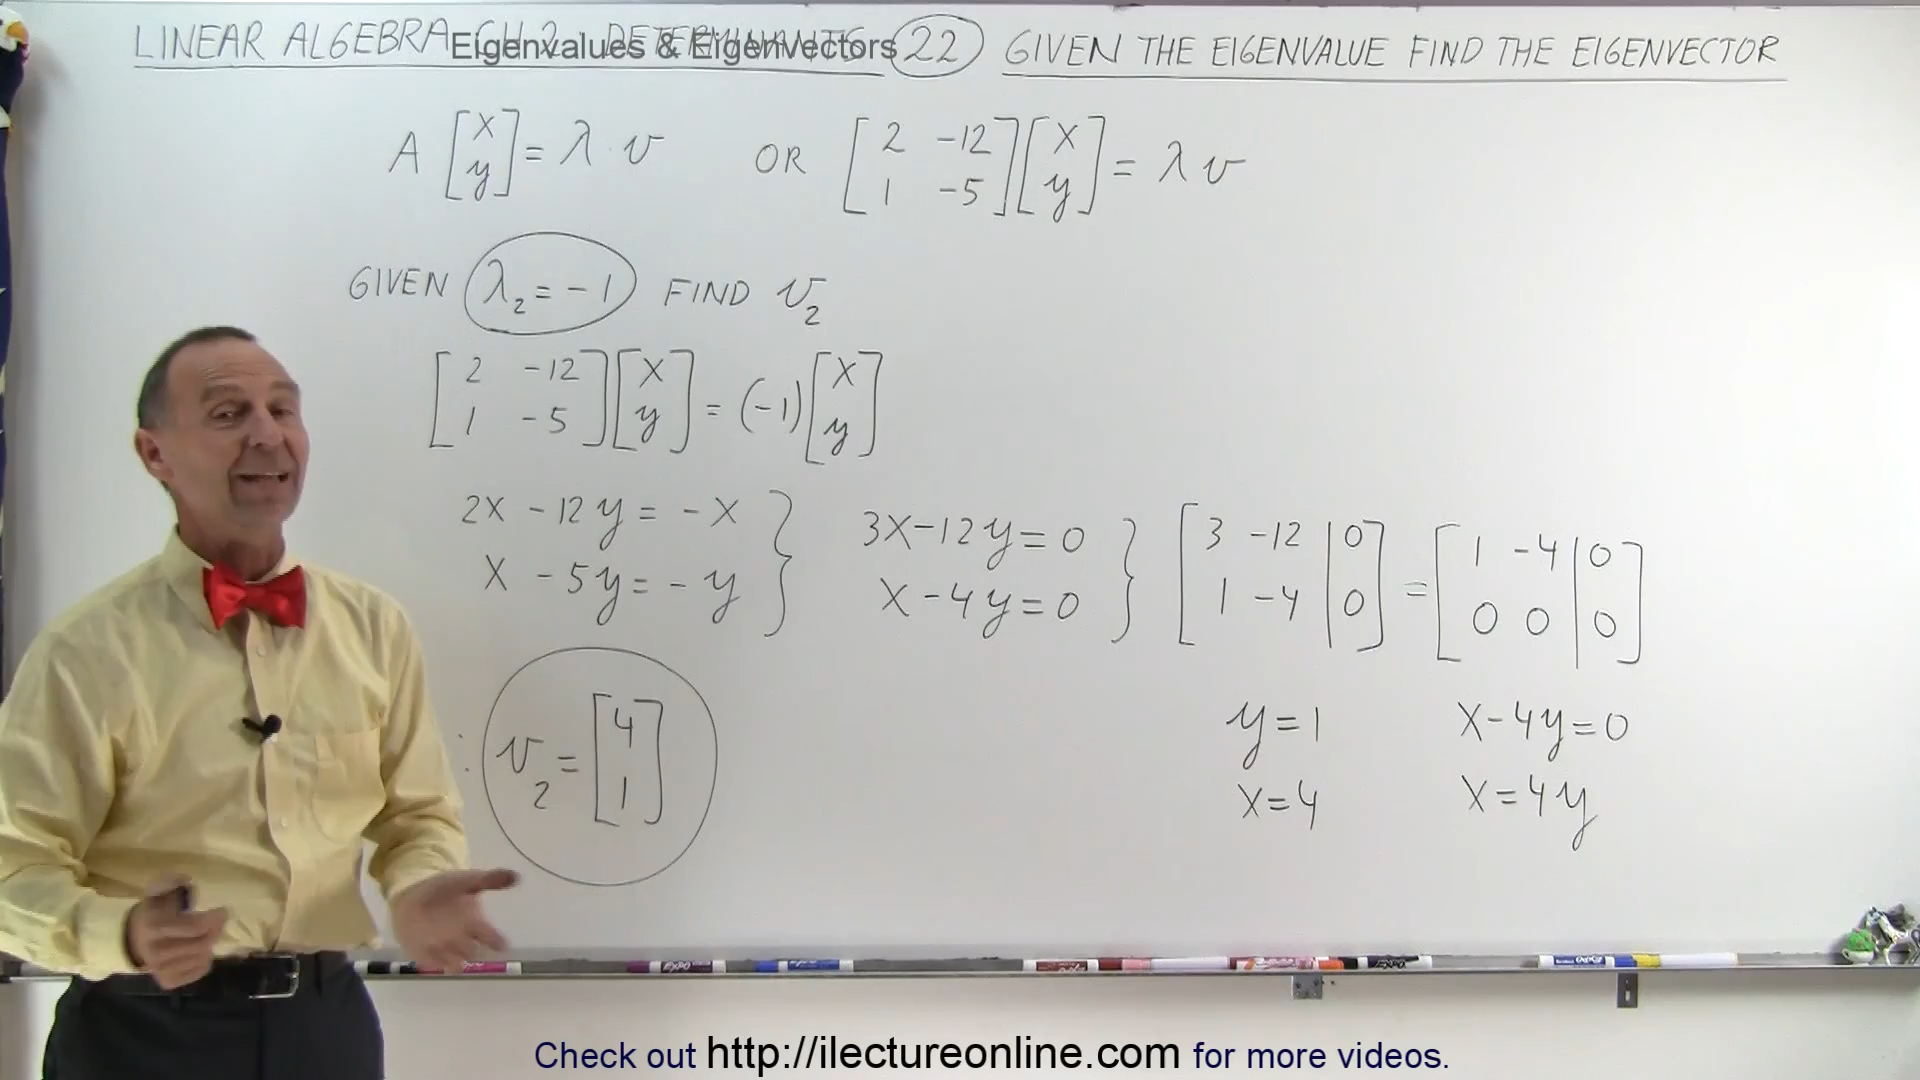 LINEAR ALGEBRA CH 2: DETERMINANTS 22 GIVEN THE EIGENVALUE FIND THE EIGENVECTOR
Eigenvalues & Eigenvectors
A [x y] = λ · v OR [2 -12 1 -5] [x y] = λ v
GIVEN λ₂ = -1 FIND v₂
[2 -12 1 -5] [x y] = (-1) [x y]
2x - 12y = -x
x - 5y = -y
3x - 12y = 0
x - 4y = 0
[3 -12 | 0
1 -4 | 0]
=
[1 -4 | 0
0 0 | 0]
y = 1 x - 4y = 0
x = 4 x = 4y
v₂ = [4 1]
EXPO
Check out http://ilectureonline.com for more videos.